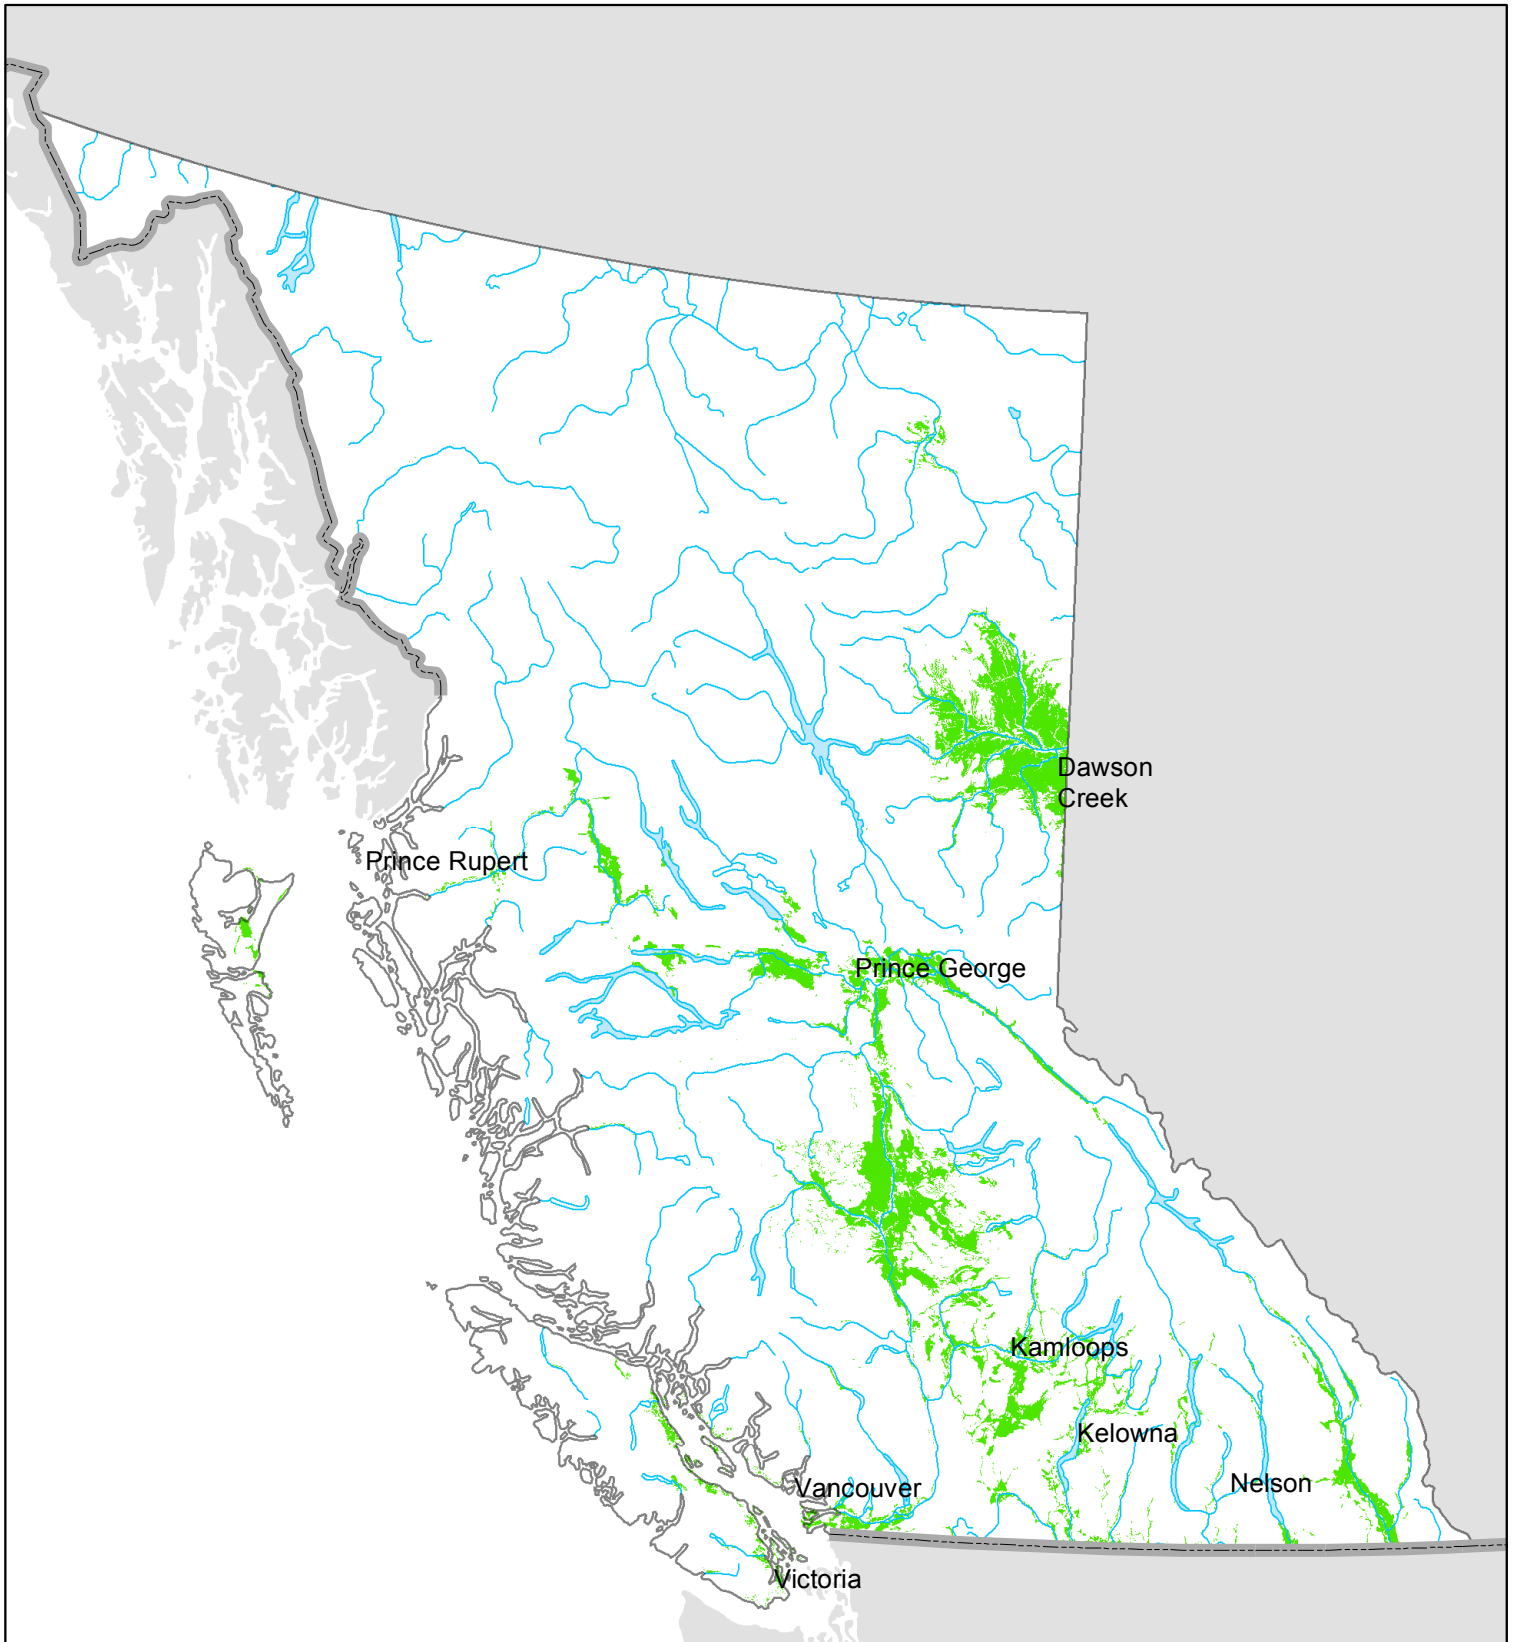 Dawson
Creek
Prince Rupert
Prince George
Kamloops
Kelowna
Nelson
Vancouver
Victoria